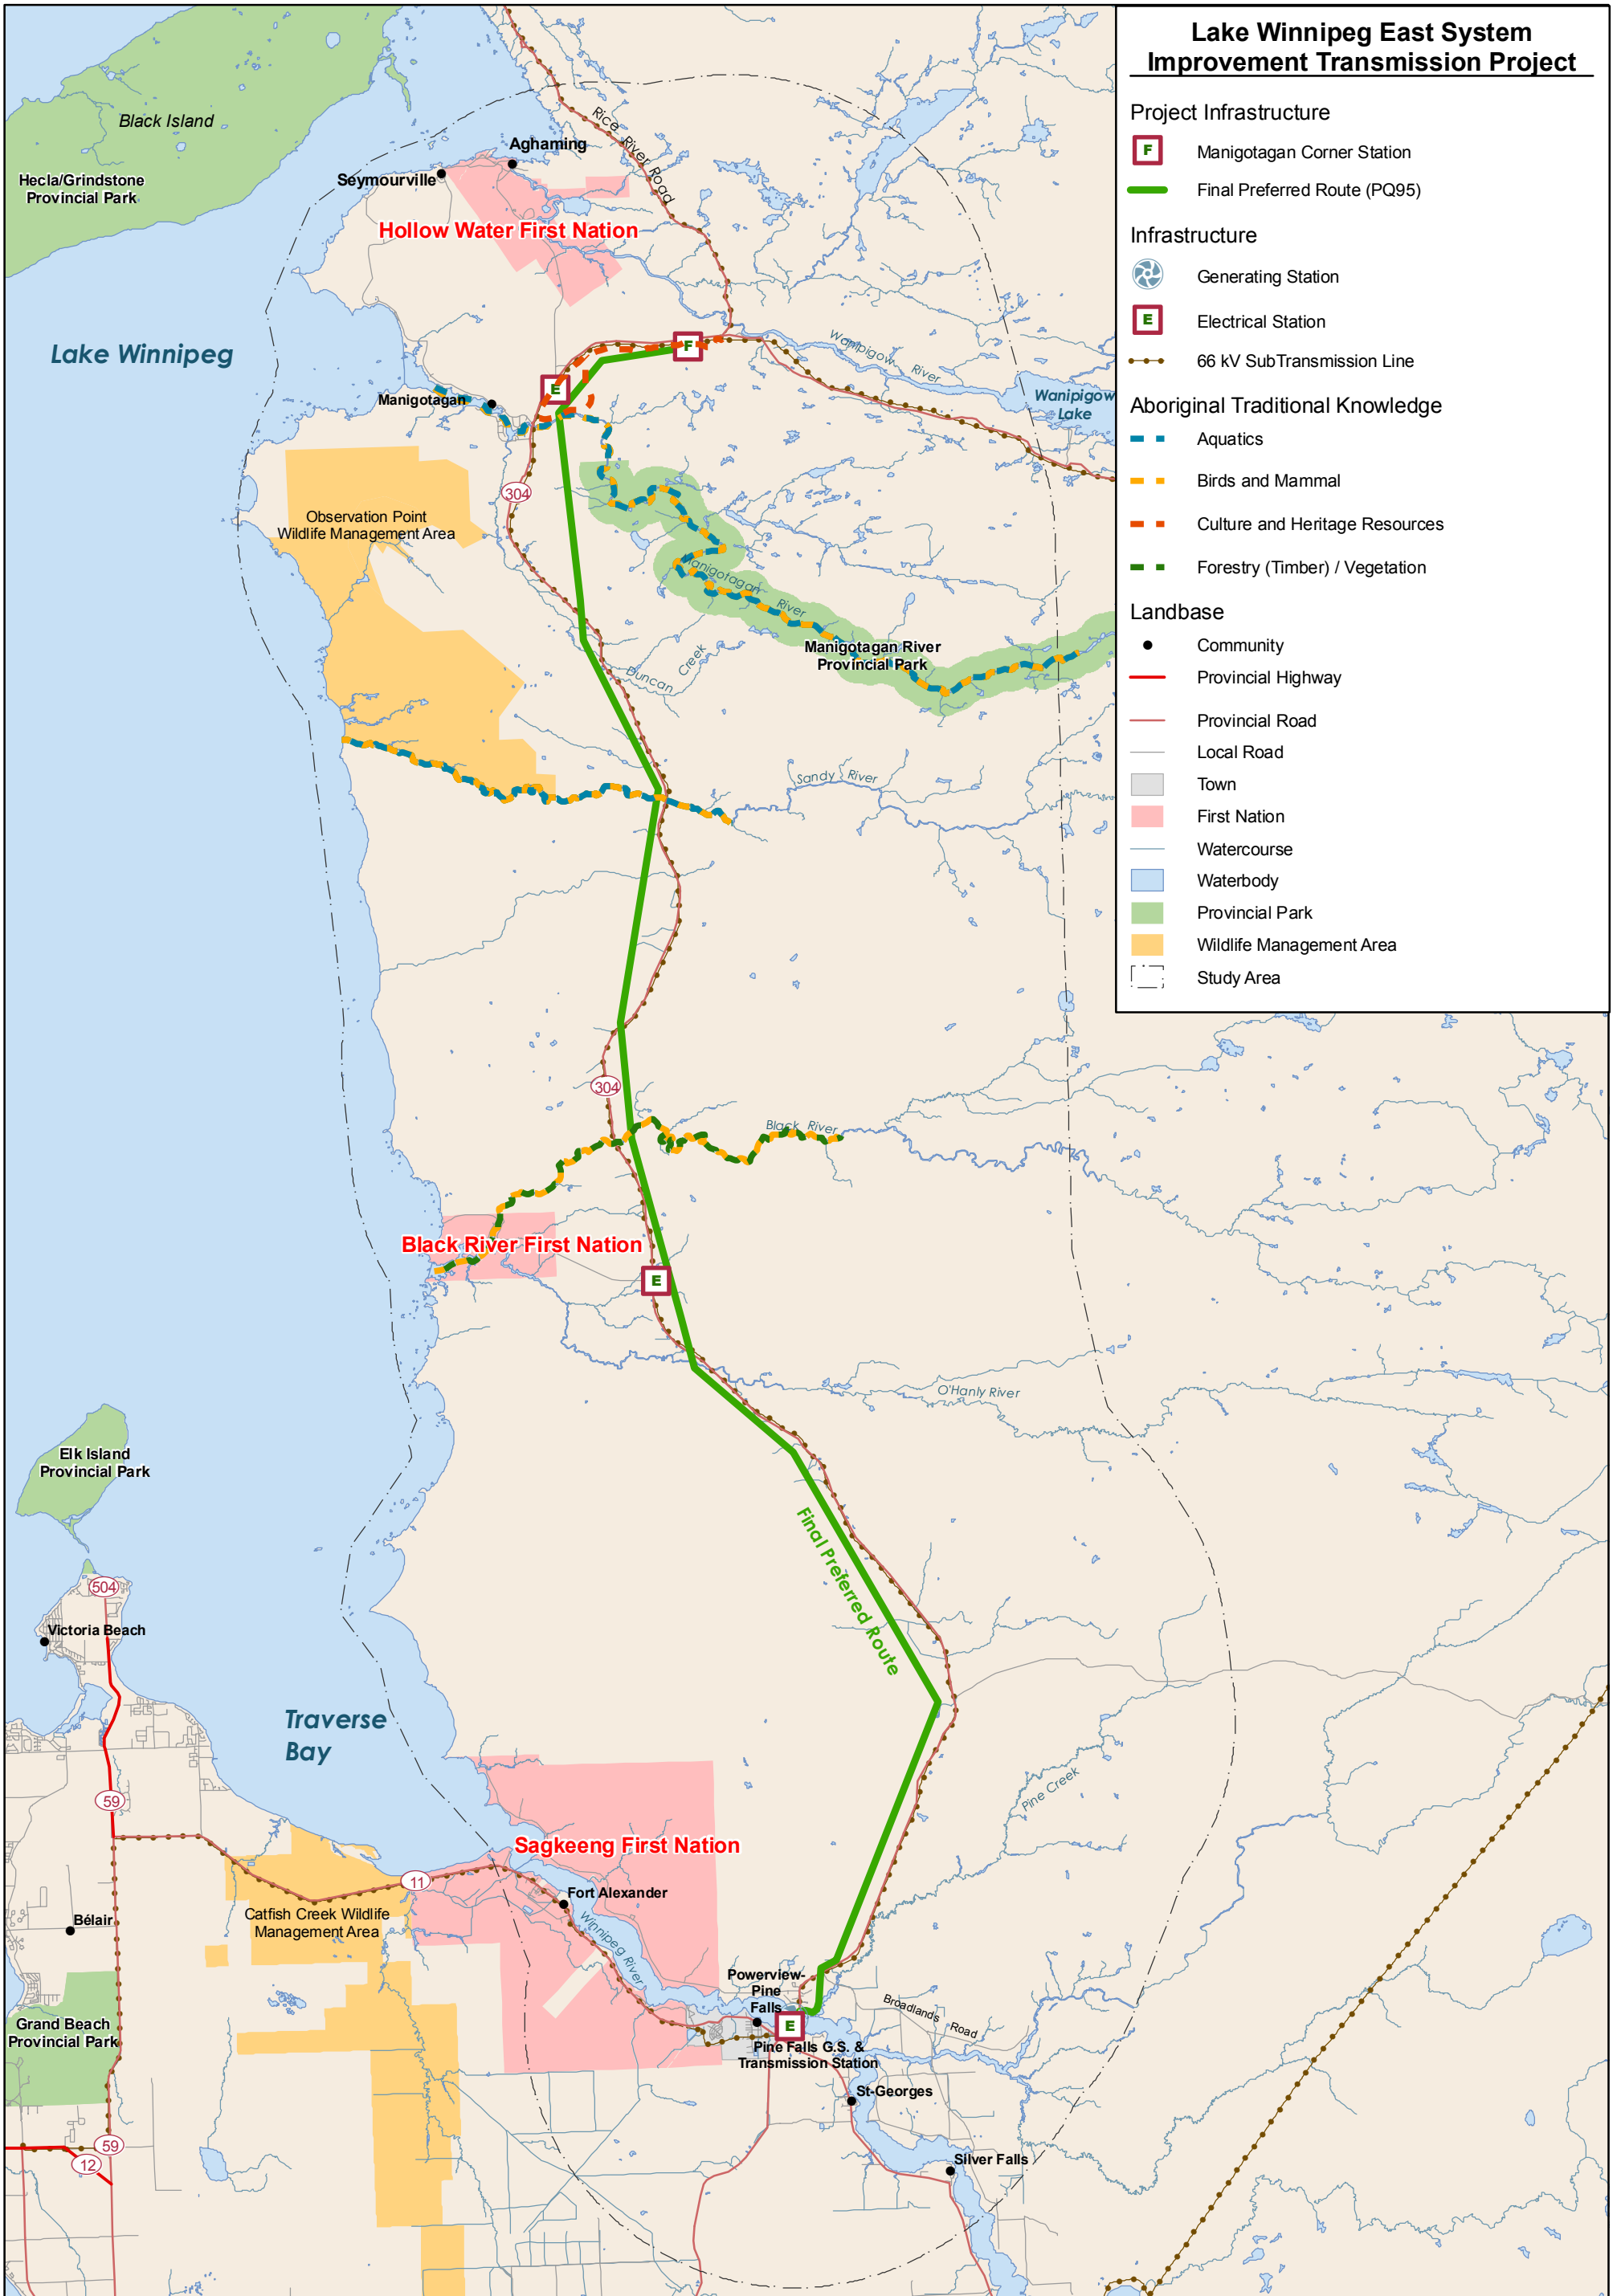 Lake Winnipeg East System
Improvement Transmission Project
Project Infrastructure
F
Manigotagan Corner Station
Final Preferred Route (PQ95)
Infrastructure
Generating Station
E
Electrical Station
66 kV SubTransmission Line
Aboriginal Traditional Knowledge
Aquatics
Birds and Mammal
Culture and Heritage Resources
Forestry (Timber) / Vegetation
Landbase
Community
Provincial Highway
Provincial Road
Local Road
Town
First Nation
Watercourse
Waterbody
Provincial Park
Wildlife Management Area
Study Area
Black Island
Hecla/Grindstone
Provincial Park
Aghaming
Seymourville
Rice River Road
Hollow Water First Nation
Lake Winnipeg
F
E
Wanipigow River
Wanipigow
Lake
Manigotagan
304
Observation Point
Wildlife Management Area
Manigotagan River
Manigotagan River
Provincial Park
Duncan Creek
Sandy River
304
Black River
Black River First Nation
E
O'Hanly River
Elk Island
Provincial Park
Final Preferred Route
504
Victoria Beach
Traverse
Bay
Pine Creek
59
Sagkeeng First Nation
11
Fort Alexander
Catfish Creek Wildlife
Management Area
Bélair
Winnipeg River
Powerview-
Pine
Falls
Broadlands Road
E
Grand Beach
Provincial Park
Pine Falls G.S. &
Transmission Station
St-Georges
59
12
Silver Falls